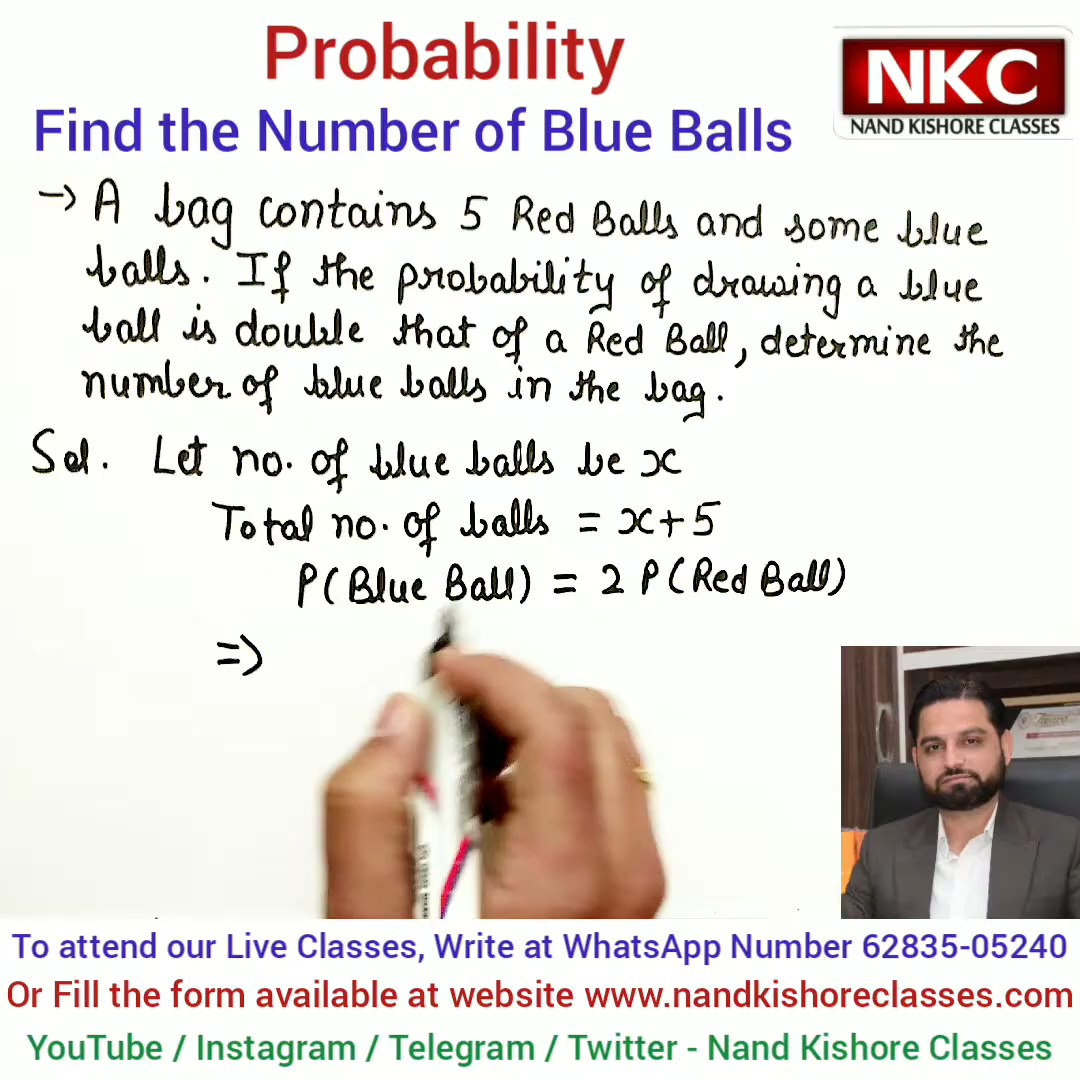 Probability
Find the Number of Blue Balls
NKC
NAND KISHORE CLASSES
→ A bag contains 5 Red Balls and some blue
balls. If the probability of drawing a blue
ball is double that of a Red Ball, determine the
number of blue balls in the bag.
Sol. Let no. of blue balls be x
Total no. of balls = x+5
P(Blue Ball) = 2 P(Red Ball)
=>
To attend our Live Classes, Write at WhatsApp Number 62835-05240
Or Fill the form available at website www.nandkishoreclasses.com
YouTube / Instagram / Telegram / Twitter - Nand Kishore Classes